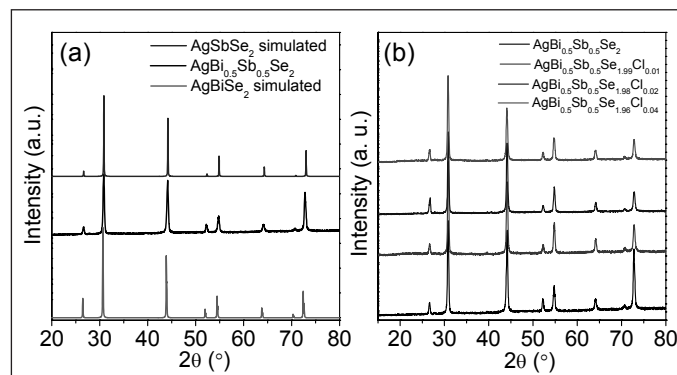 (a)
AgSbSe₂ simulated
AgBi₀.₅Sb₀.₅Se₂
AgBiSe₂ simulated
Intensity (a.u.)
20 30 40 50 60 70 80
2θ (°)
(b)
AgBi₀.₅Sb₀.₅Se₂
AgBi₀.₅Sb₀.₅Se₁.₉₉Cl₀.₀₁
AgBi₀.₅Sb₀.₅Se₁.₉₈Cl₀.₀₂
AgBi₀.₅Sb₀.₅Se₁.₉₆Cl₀.₀₄
Intensity (a. u.)
20 30 40 50 60 70 80
2θ (°)